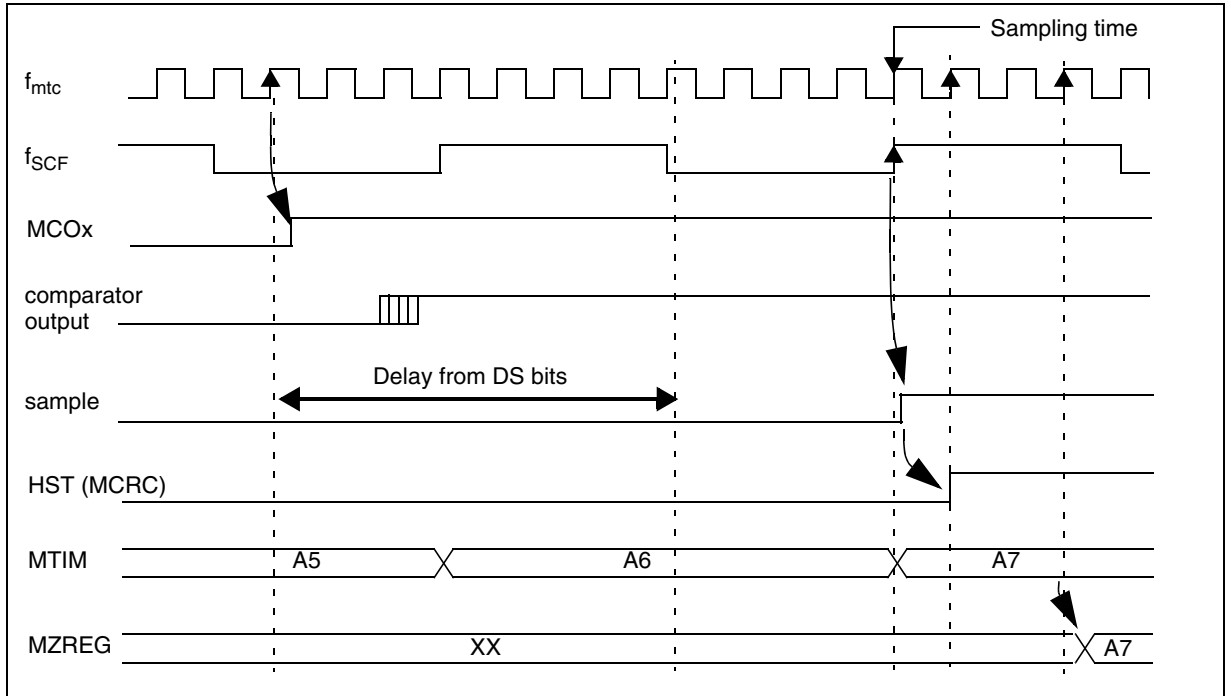 Sampling time
fmtc
fSCF
MCOx
comparator
output
Delay from DS bits
sample
HST (MCRC)
MTIM
A5
A6
A7
MZREG
XX
A7